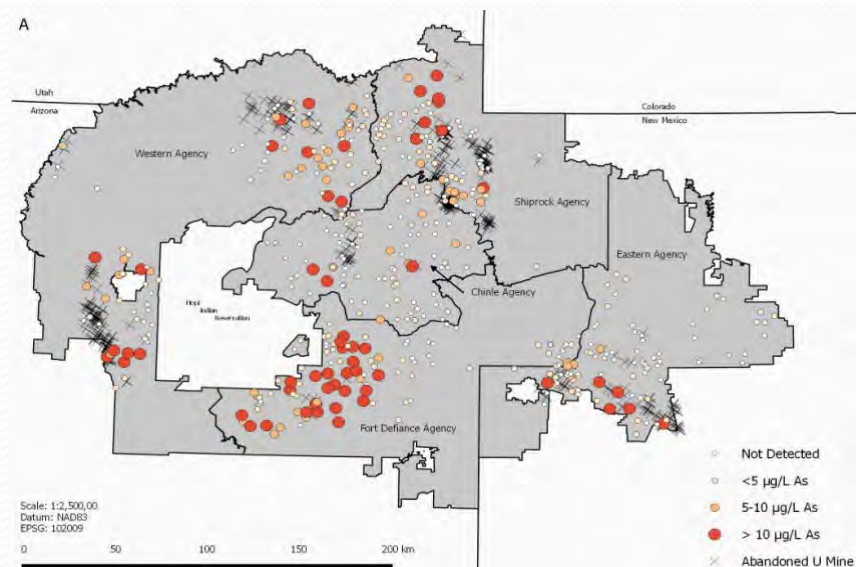 A
Utah
Arizona
Colorado
New Mexico
Western Agency
Shiprock Agency
Eastern Agency
Chinle Agency
Hopi
Indian
Reservation
Fort Defiance Agency
Not Detected
<5 µg/L As
5-10 µg/L As
> 10 µg/L As
Abandoned U Mine
Scale: 1:2,500,00
Datum: NAD83
EPSG: 102009
0 50 100 150 200 km